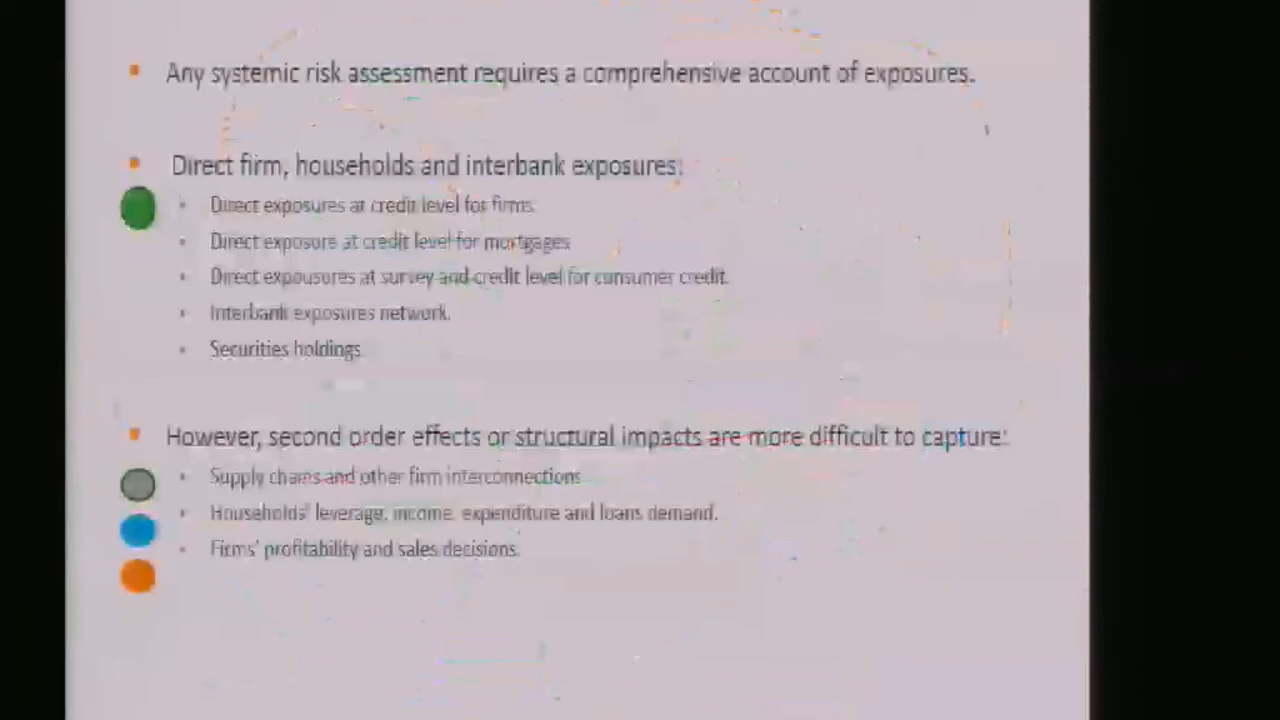 Any systemic risk assessment requires a comprehensive account of exposures.
Direct firm, households and interbank exposures:
Direct exposures at credit level for firms.
Direct exposure at credit level for mortgages
Direct expousures at survey and credit level for consumer credit.
Interbank exposures network.
Securities holdings
However, second order effects or structural impacts are more difficult to capture:
Supply chains and other firm interconnections
Households' leverage, income, expenditure and loans demand.
Firms' profitability and sales decisions.